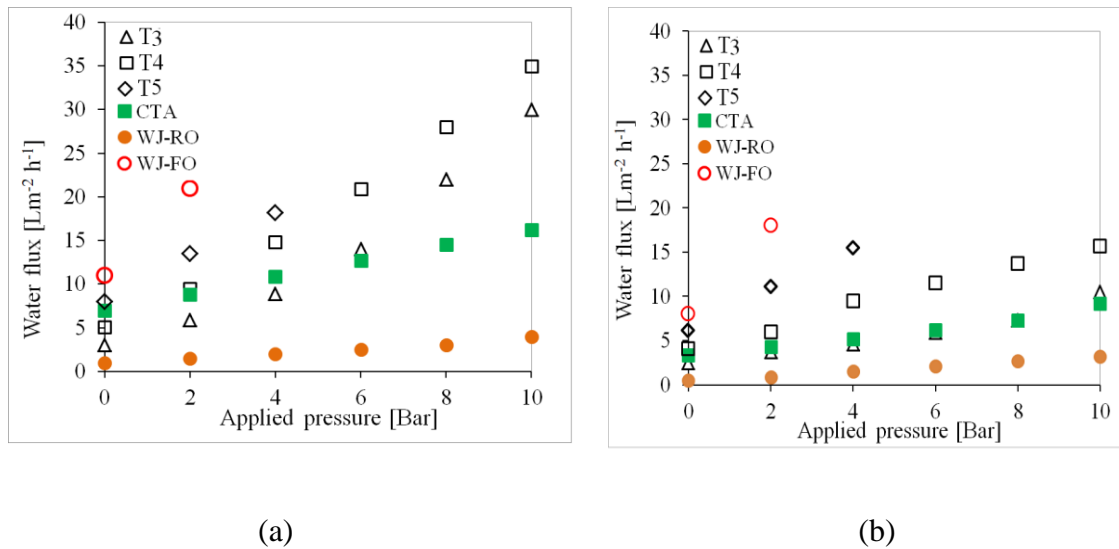 40
35
30
25
20
15
10
5
0
Water flux [Lm⁻² h⁻¹]
T3
T4
T5
CTA
WJ-RO
WJ-FO
0 2 4 6 8 10
Applied pressure [Bar]
(a)
40
35
30
25
20
15
10
5
0
Water flux [Lm⁻² h⁻¹]
T3
T4
T5
CTA
WJ-RO
WJ-FO
0 2 4 6 8 10
Applied pressure [Bar]
(b)